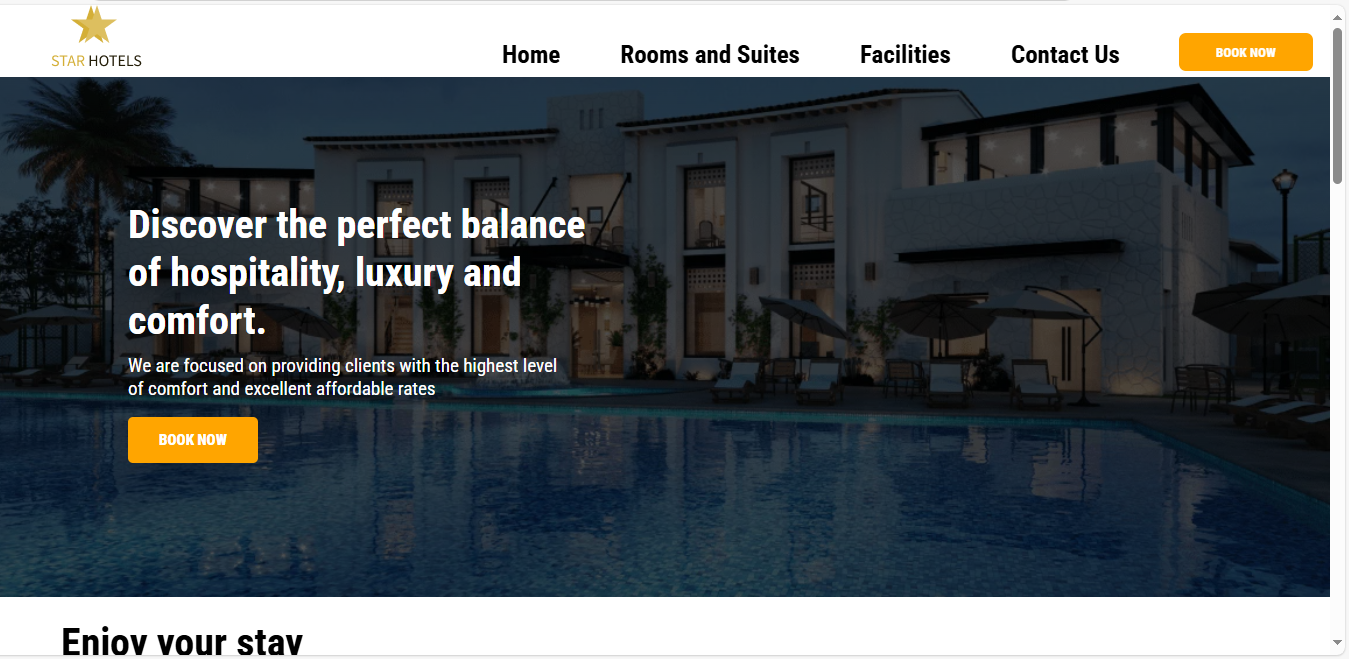 STAR HOTELS
Home
Rooms and Suites
Facilities
Contact Us
BOOK NOW
Discover the perfect balance
of hospitality, luxury and
comfort.
We are focused on providing clients with the highest level
of comfort and excellent affordable rates
BOOK NOW
Enjoy your stay